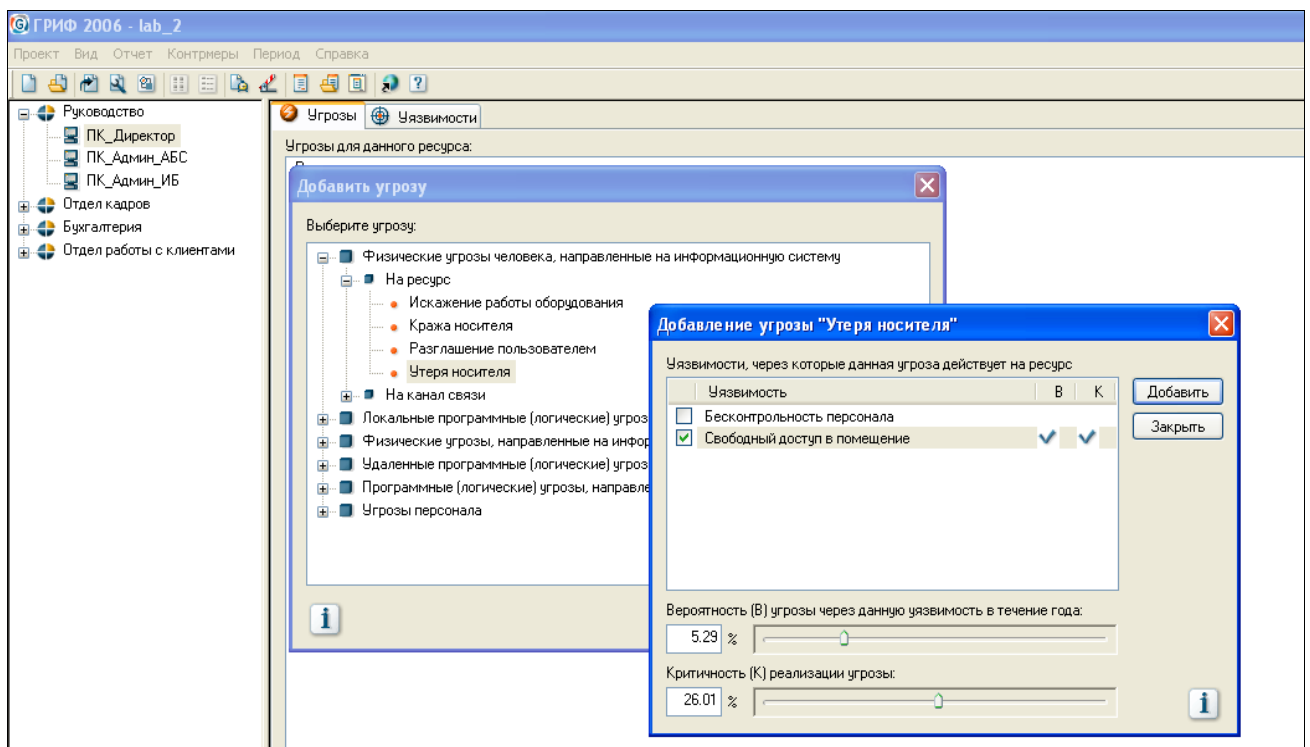 ГРИФ 2006 - lab_2
Проект Вид Отчет Контрмеры Период Справка
Руководство
ПК_Директор
ПК_Админ_АБС
ПК_Админ_ИБ
Отдел кадров
Бухгалтерия
Отдел работы с клиентами
Угрозы Уязвимости
Угрозы для данного ресурса:
Добавить угрозу
Выберите угрозу:
Физические угрозы человека, направленные на информационную систему
На ресурс
Искажение работы оборудования
Кража носителя
Разглашение пользователем
Утеря носителя
На канал связи
Локальные программные (логические) угроз
Физические угрозы, направленные на инфор
Удаленные программные (логические) угроз
Программные (логические) угрозы, направле
Угрозы персонала
Добавление угрозы "Утеря носителя"
Уязвимости, через которые данная угроза действует на ресурс
Уязвимость В К
Бесконтрольность персонала
Свободный доступ в помещение
Добавить
Закрыть
Вероятность (В) угрозы через данную уязвимость в течение года:
5.29 %
Критичность (К) реализации угрозы:
26.01 %